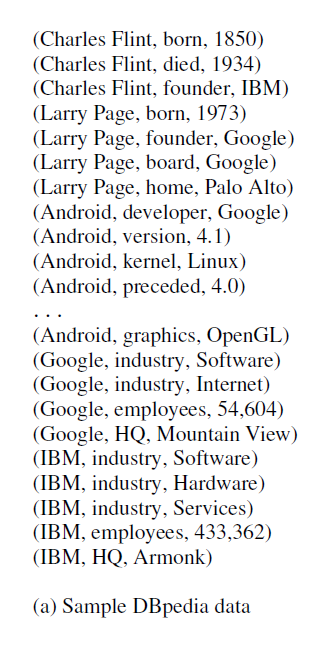 (Charles Flint, born, 1850)
(Charles Flint, died, 1934)
(Charles Flint, founder, IBM)
(Larry Page, born, 1973)
(Larry Page, founder, Google)
(Larry Page, board, Google)
(Larry Page, home, Palo Alto)
(Android, developer, Google)
(Android, version, 4.1)
(Android, kernel, Linux)
(Android, preceded, 4.0)
. . .
(Android, graphics, OpenGL)
(Google, industry, Software)
(Google, industry, Internet)
(Google, employees, 54,604)
(Google, HQ, Mountain View)
(IBM, industry, Software)
(IBM, industry, Hardware)
(IBM, industry, Services)
(IBM, employees, 433,362)
(IBM, HQ, Armonk)
(a) Sample DBpedia data